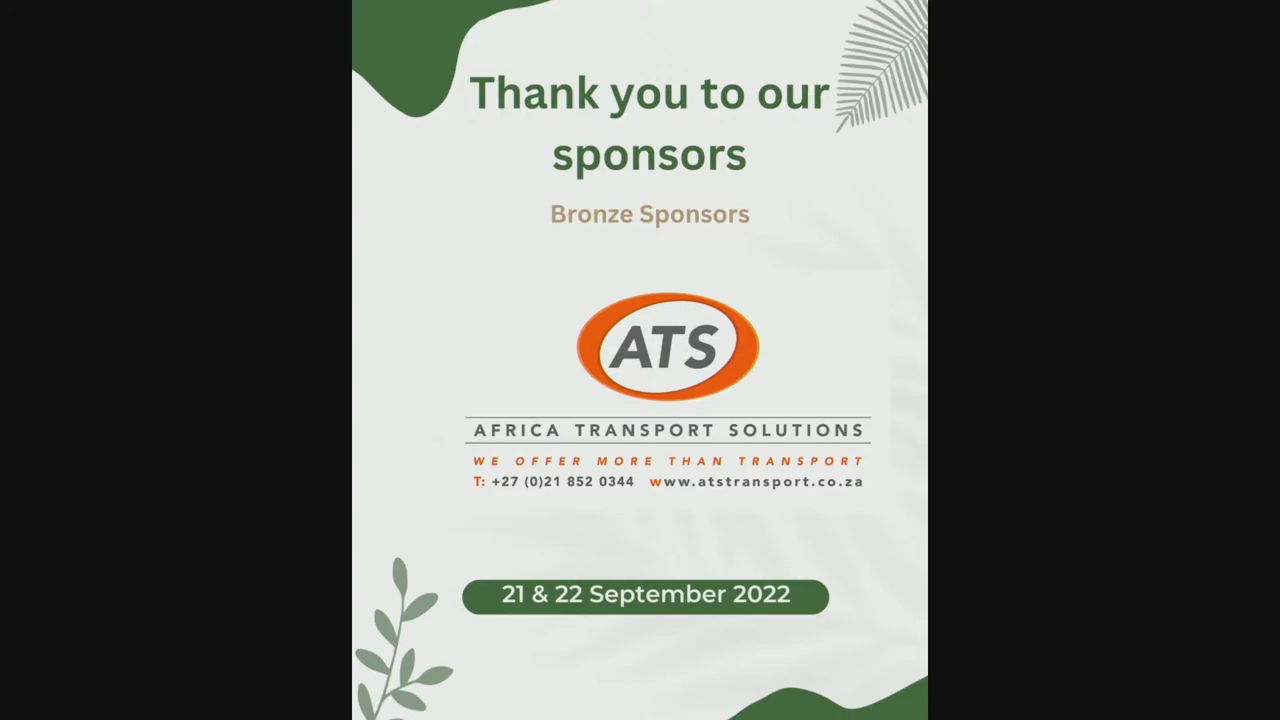 Thank you to our
sponsors
Bronze Sponsors
ATS
AFRICA TRANSPORT SOLUTIONS
WE OFFER MORE THAN TRANSPORT
T: +27 (0)21 852 0344 www.atstransport.co.za
21 & 22 September 2022